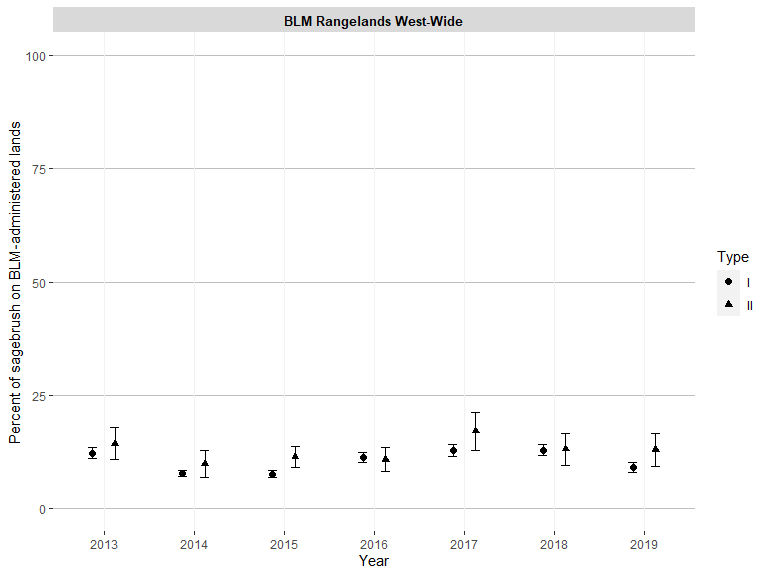 BLM Rangelands West-Wide
Percent of sagebrush on BLM-administered lands
100
75
50
25
0
2013 2014 2015 2016 2017 2018 2019
Year
Type
I
II